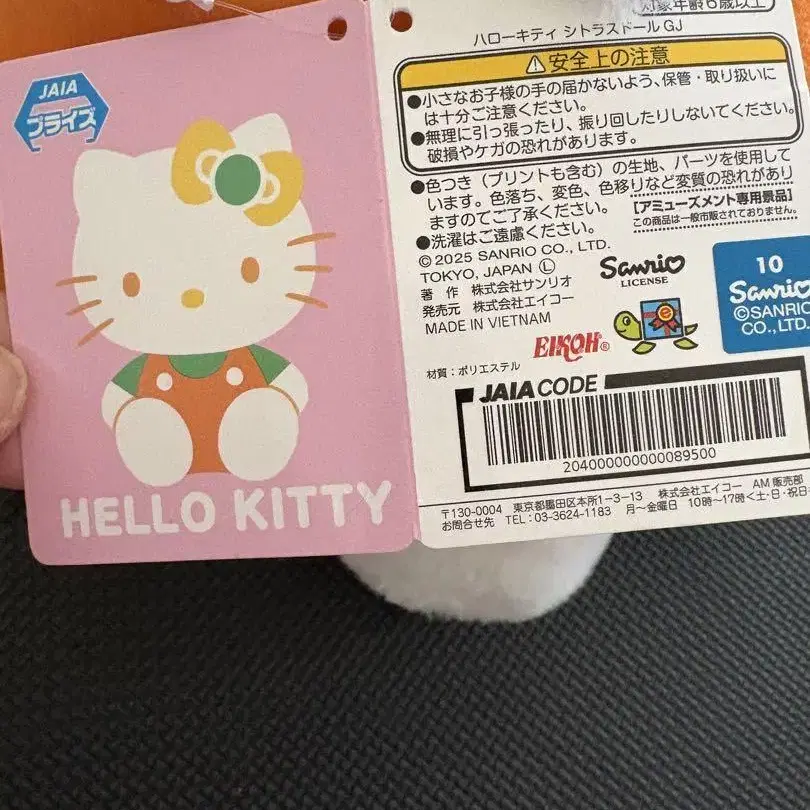 JAIA
プライズ
HELLO KITTY
対象年齢6歳以上
ハローキティ シトラスドール GJ
⚠安全上の注意
●小さなお子様の手の届かないよう、保管・取り扱いに
は十分ご注意ください。
●無理に引っ張ったり、振り回したりしないでください。
破損やケガの恐れがあります。
●色つき（プリントも含む）の生地、パーツを使用して
います。色落ち、変色、色移りなど変質の恐れがあり
ますのでご了承ください。
●洗濯はご遠慮ください。
[アミューズメント専用景品]
この商品は一般市販されておりません。
© 2025 SANRIO CO., LTD.
TOKYO, JAPAN Ⓛ
著 作 株式会社サンリオ
発売元 株式会社エイコー
MADE IN VIETNAM
Sanrio
LICENSE
EIKOH®
e
10
Sanrio
©SANRIO
CO.,LTD.
材質：ポリエステル
JAIA CODE
2040000000000089500
〒130-0004 東京都墨田区本所1-3-13 株式会社エイコー AM販売部
お問合せ先 TEL：03-3624-1183 月〜金曜日 10時〜17時＜土・日・祝日